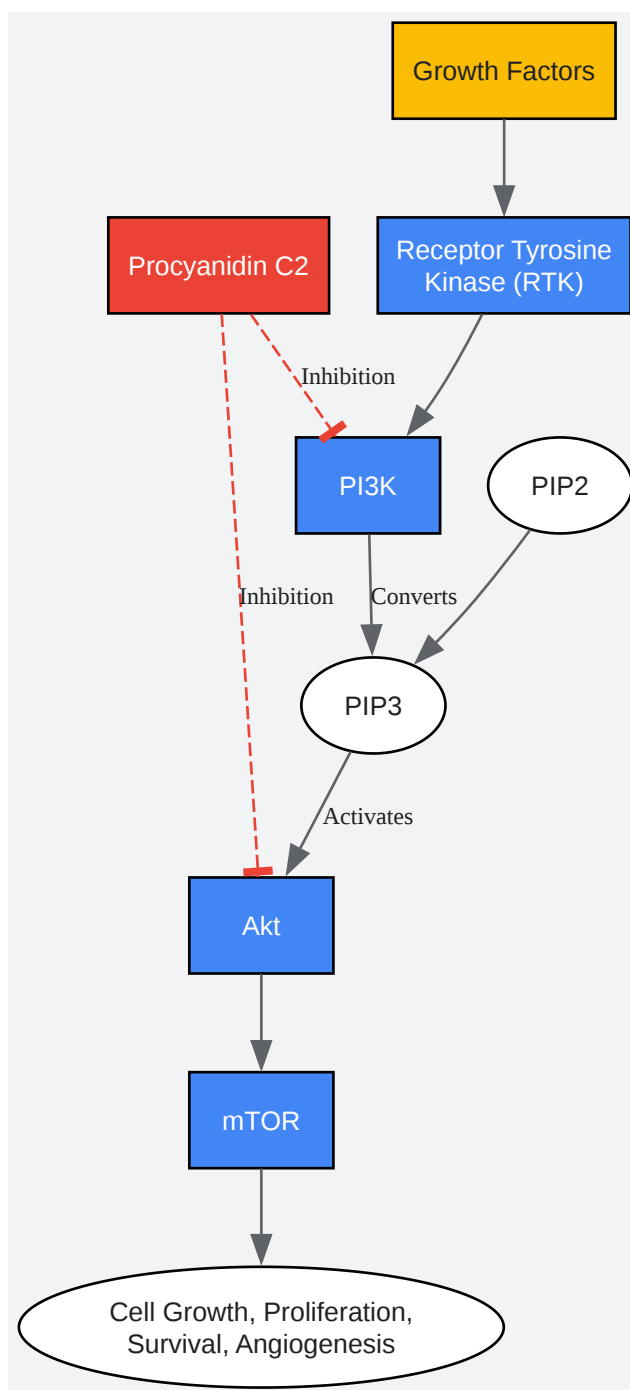 Growth Factors
Procyanidin C2
Receptor Tyrosine
Kinase (RTK)
Inhibition
PI3K
PIP2
Inhibition
Converts
PIP3
Activates
Akt
mTOR
Cell Growth, Proliferation,
Survival, Angiogenesis